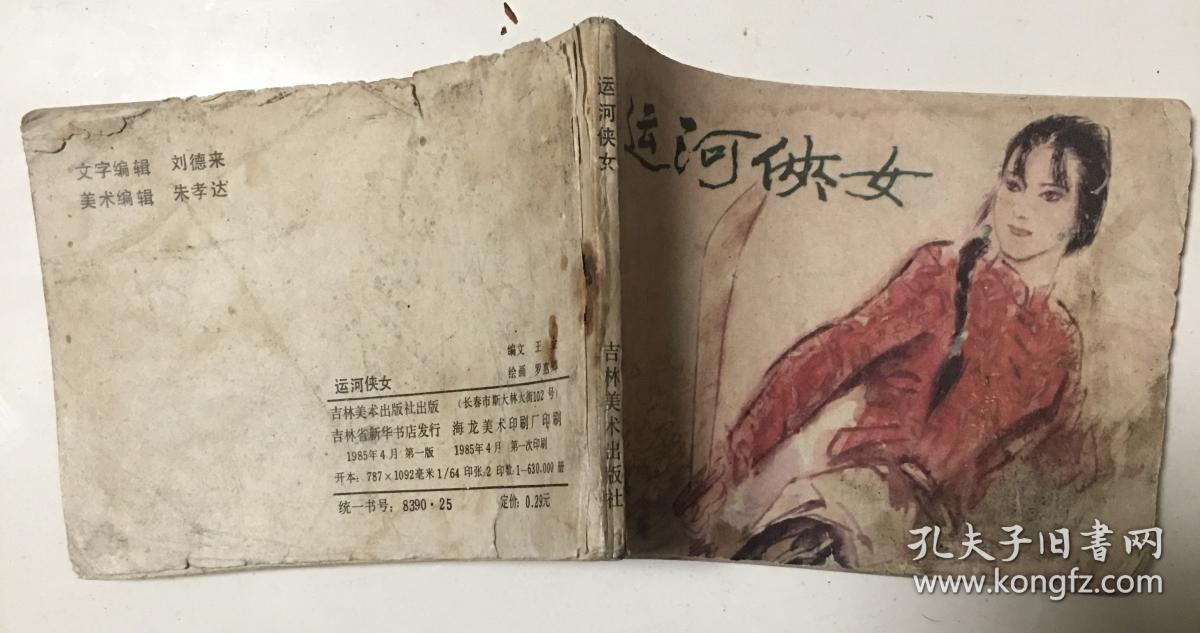 文字编辑 刘德来
美术编辑 朱孝达
编文 王
绘画 罗
运河侠女
吉林美术出版社出版 (长春市斯大林大街102号)
吉林省新华书店发行 海龙美术印刷厂印刷
1985年4月 第一版 1985年4月 第一次印刷
开本:787×1092毫米1/64 印张:2 印数:1-630,000册
统一书号:8390·25 定价:0.29元
运河侠女
吉林美术出版社
运河侠女
孔夫子旧书网
www.kongfz.com